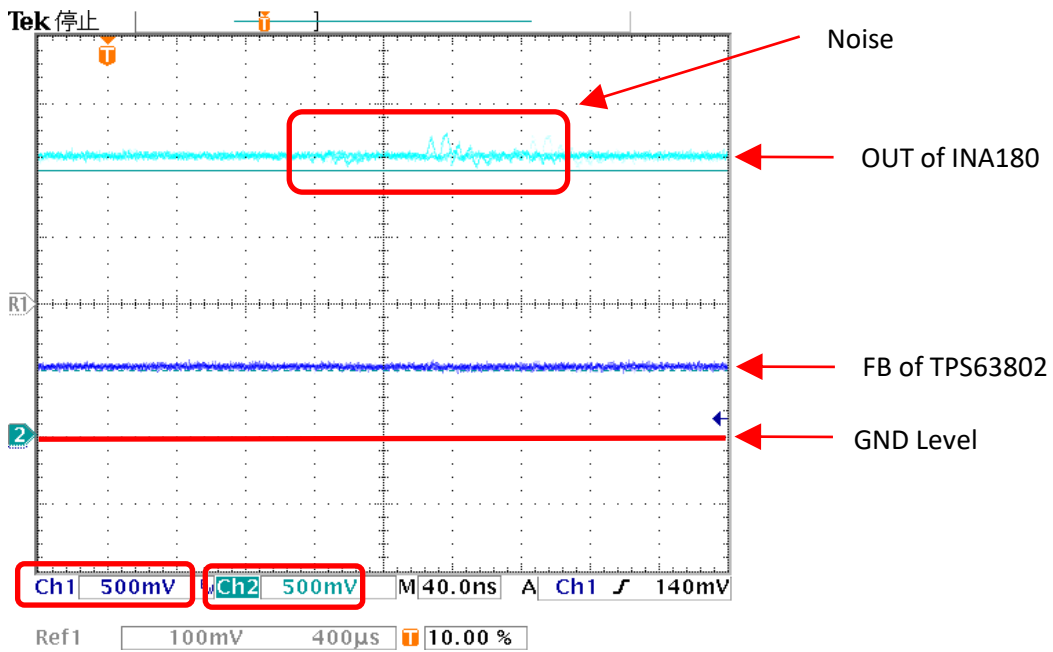 Tek 停止
T
]
T
Noise
OUT of INA180
R1
FB of TPS63802
2
GND Level
Ch1 500mV Ch2 500mV M 40.0ns A Ch1 140mV
Ref1 100mV 400µs T 10.00 %